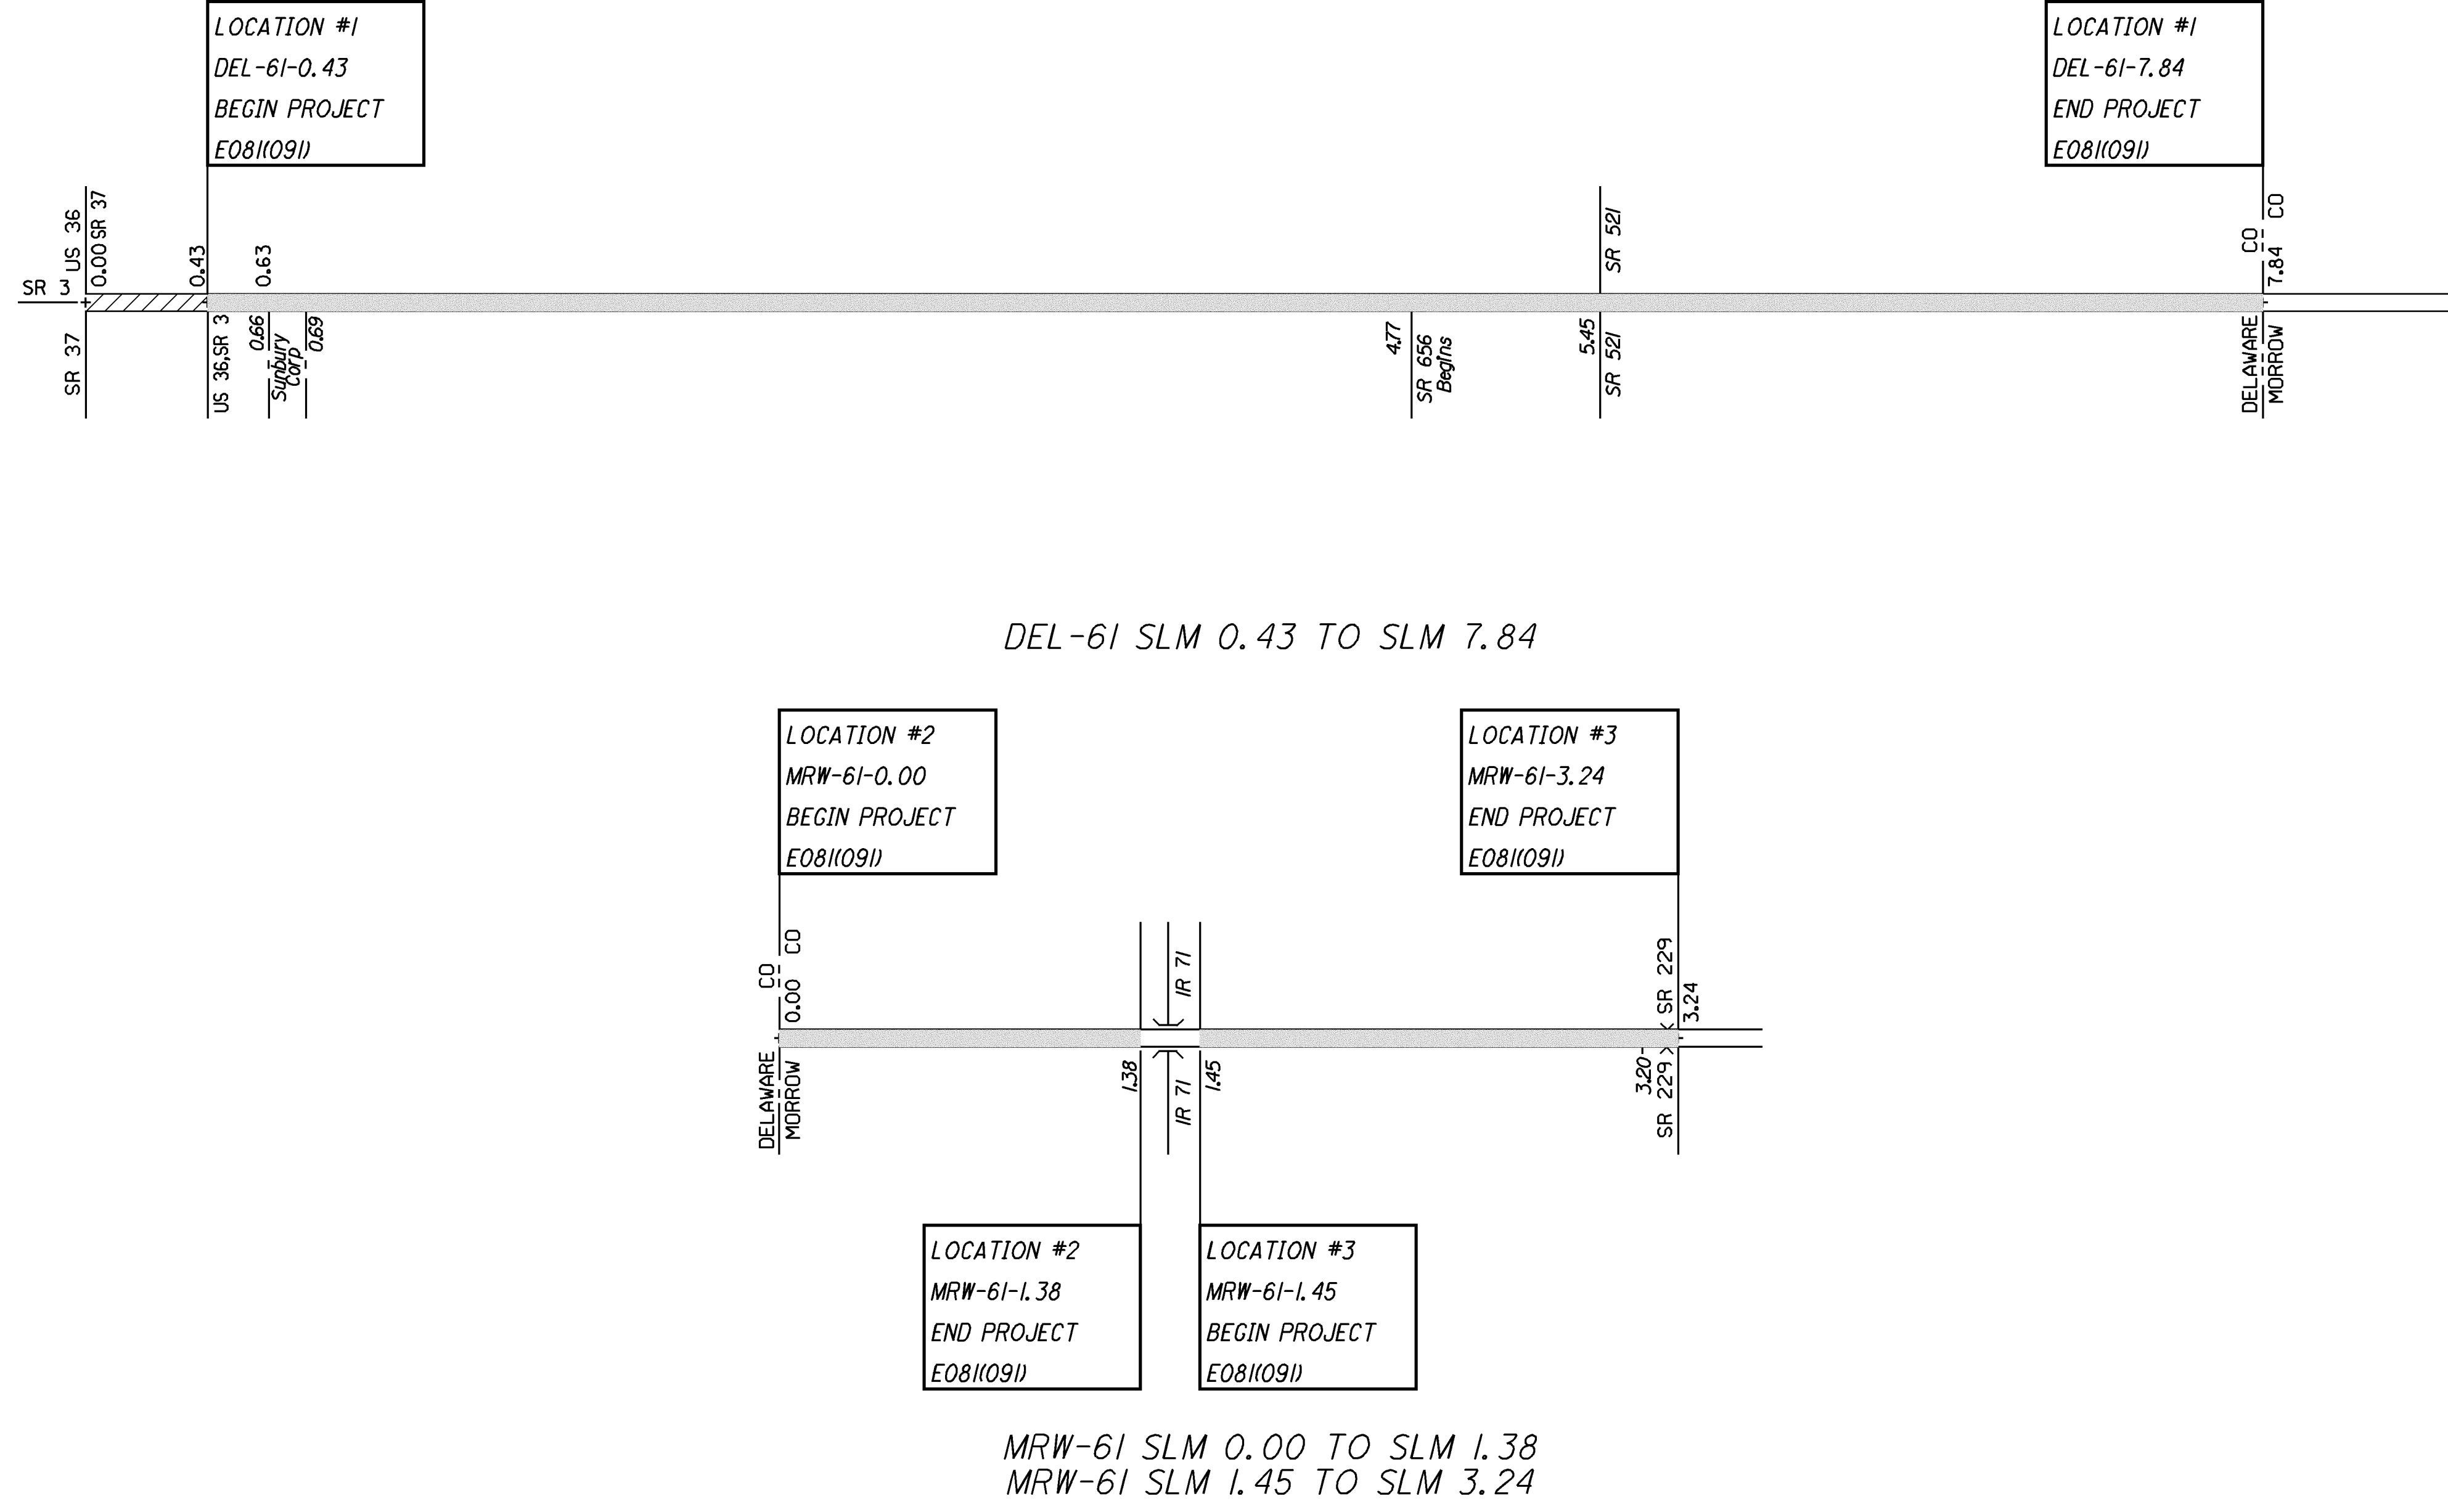 LOCATION #1
DEL-61-0.43
BEGIN PROJECT
E081(091)
LOCATION #1
DEL-61-7.84
END PROJECT
E081(091)
SR 3
US 36
0.00 SR 37
SR 37
0.43
US 36,SR 3
0.63
0.66
Sunbury
Corp
0.69
4.77
SR 656
Begins
5.45
SR 521
SR 521
CO
CO
7.84
DELAWARE
MORROW
DEL-61 SLM 0.43 TO SLM 7.84
LOCATION #2
MRW-61-0.00
BEGIN PROJECT
E081(091)
LOCATION #3
MRW-61-3.24
END PROJECT
E081(091)
CO
0.00 CO
DELAWARE
MORROW
1.38
IR 71
IR 71
1.45
3.20
SR 229
SR 229
3.24
LOCATION #2
MRW-61-1.38
END PROJECT
E081(091)
LOCATION #3
MRW-61-1.45
BEGIN PROJECT
E081(091)
MRW-61 SLM 0.00 TO SLM 1.38
MRW-61 SLM 1.45 TO SLM 3.24